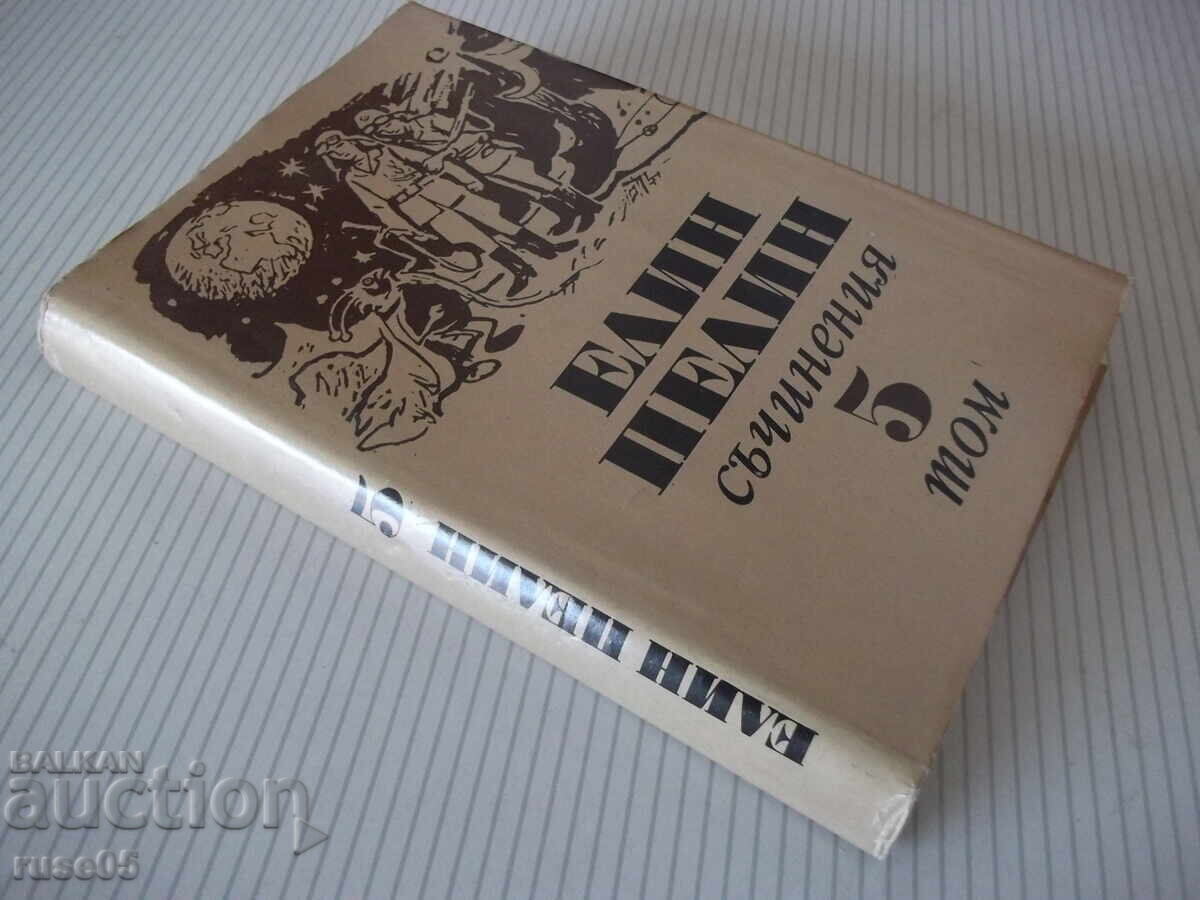 ЕЛИН
ПЕЛИН
съчинения
5
том
ЕЛИН ПЕЛИН 5
BALKAN
auction
ruse05